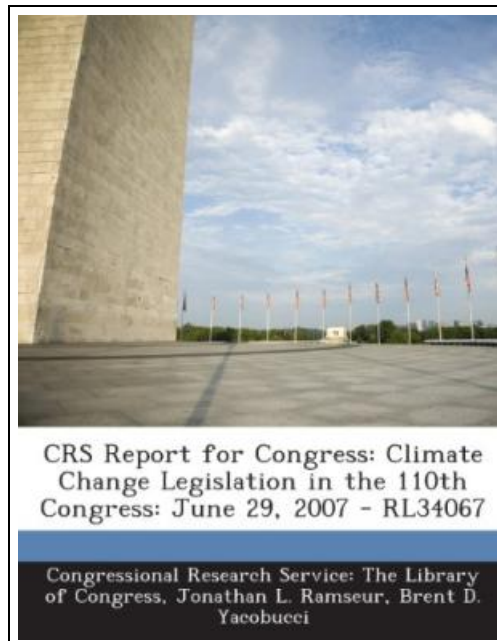 CRS Report for Congress: Climate
Change Legislation in the 110th
Congress: June 29, 2007 - RL34067
Congressional Research Service: The Library
of Congress, Jonathan L. Ramseur, Brent D.
Yacobucci